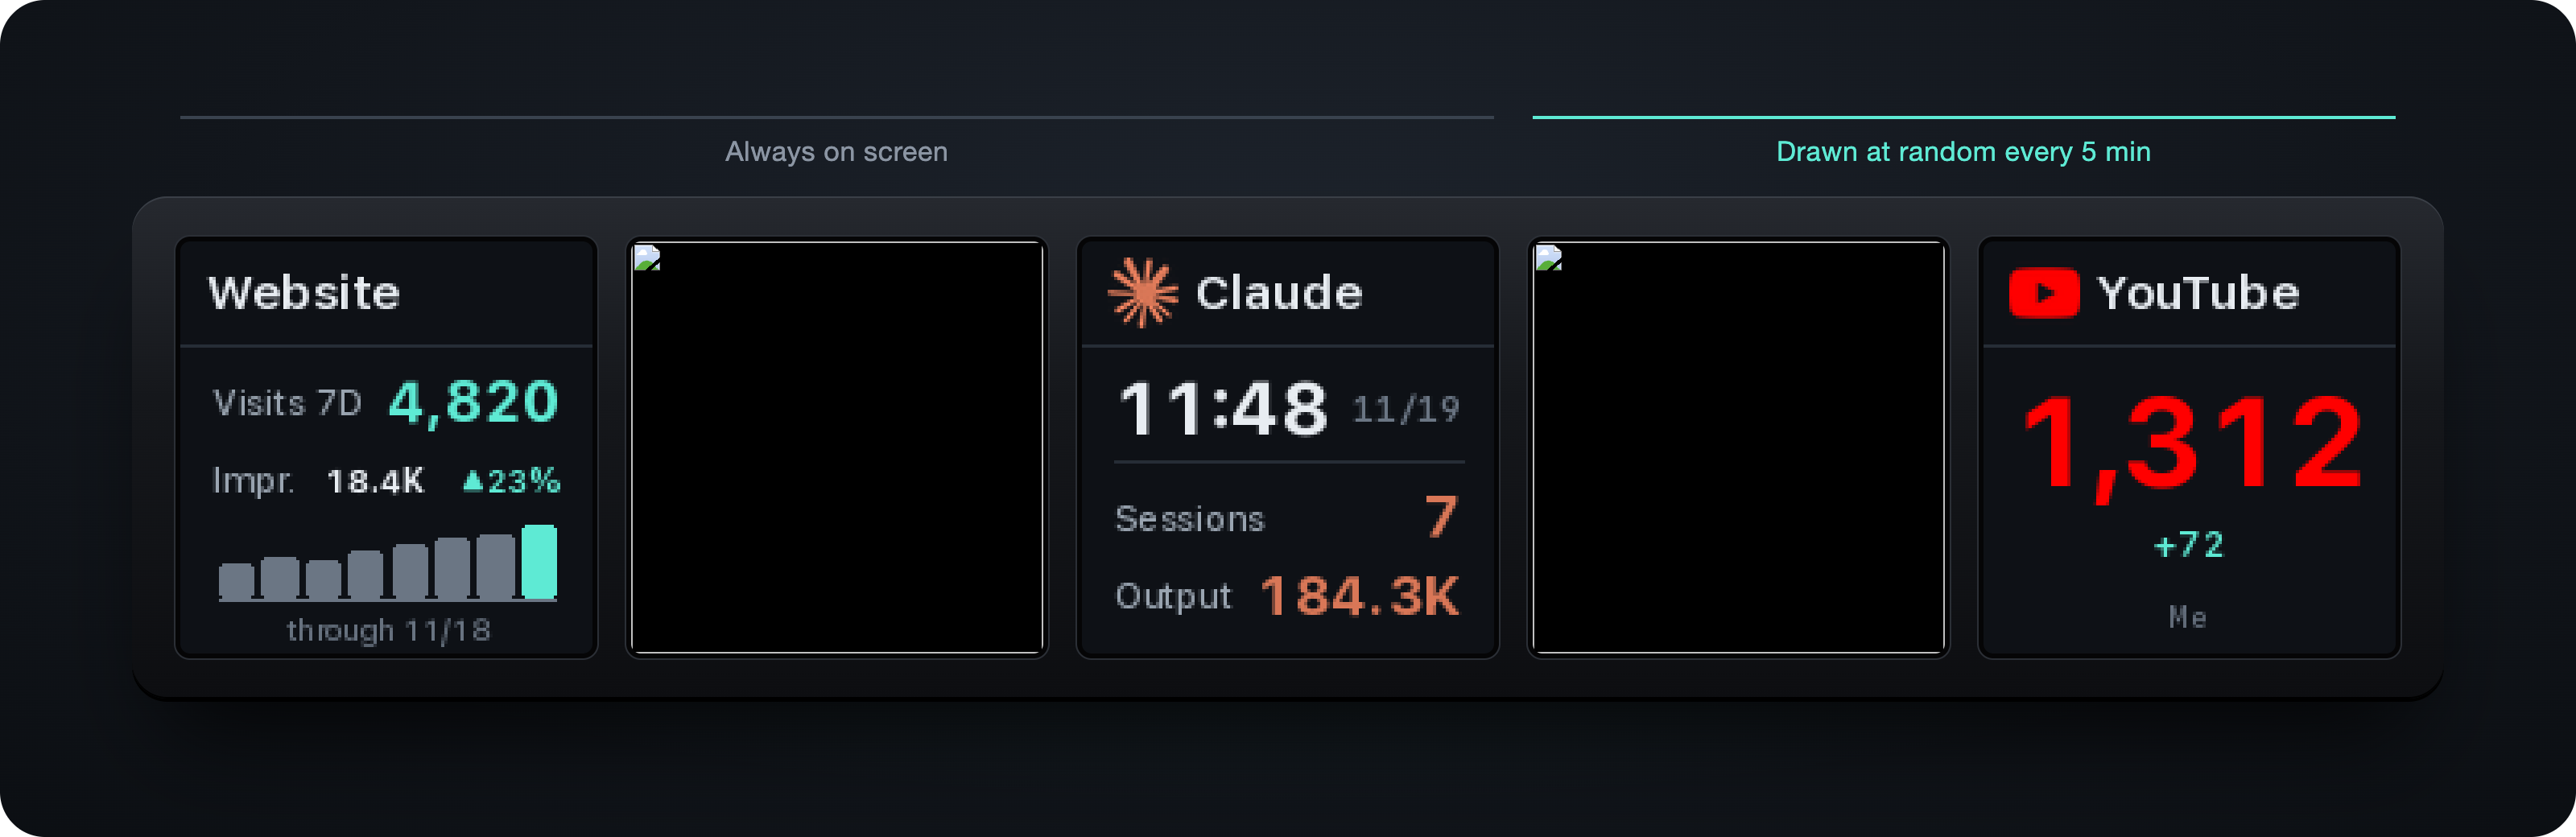 Always on screen
Drawn at random every 5 min
Website
Visits 7D 4,820
Impr. 18.4K ▲23%
through 11/18
Claude
11:48 11/19
Sessions 7
Output 184.3K
YouTube
1,312
+72
Me